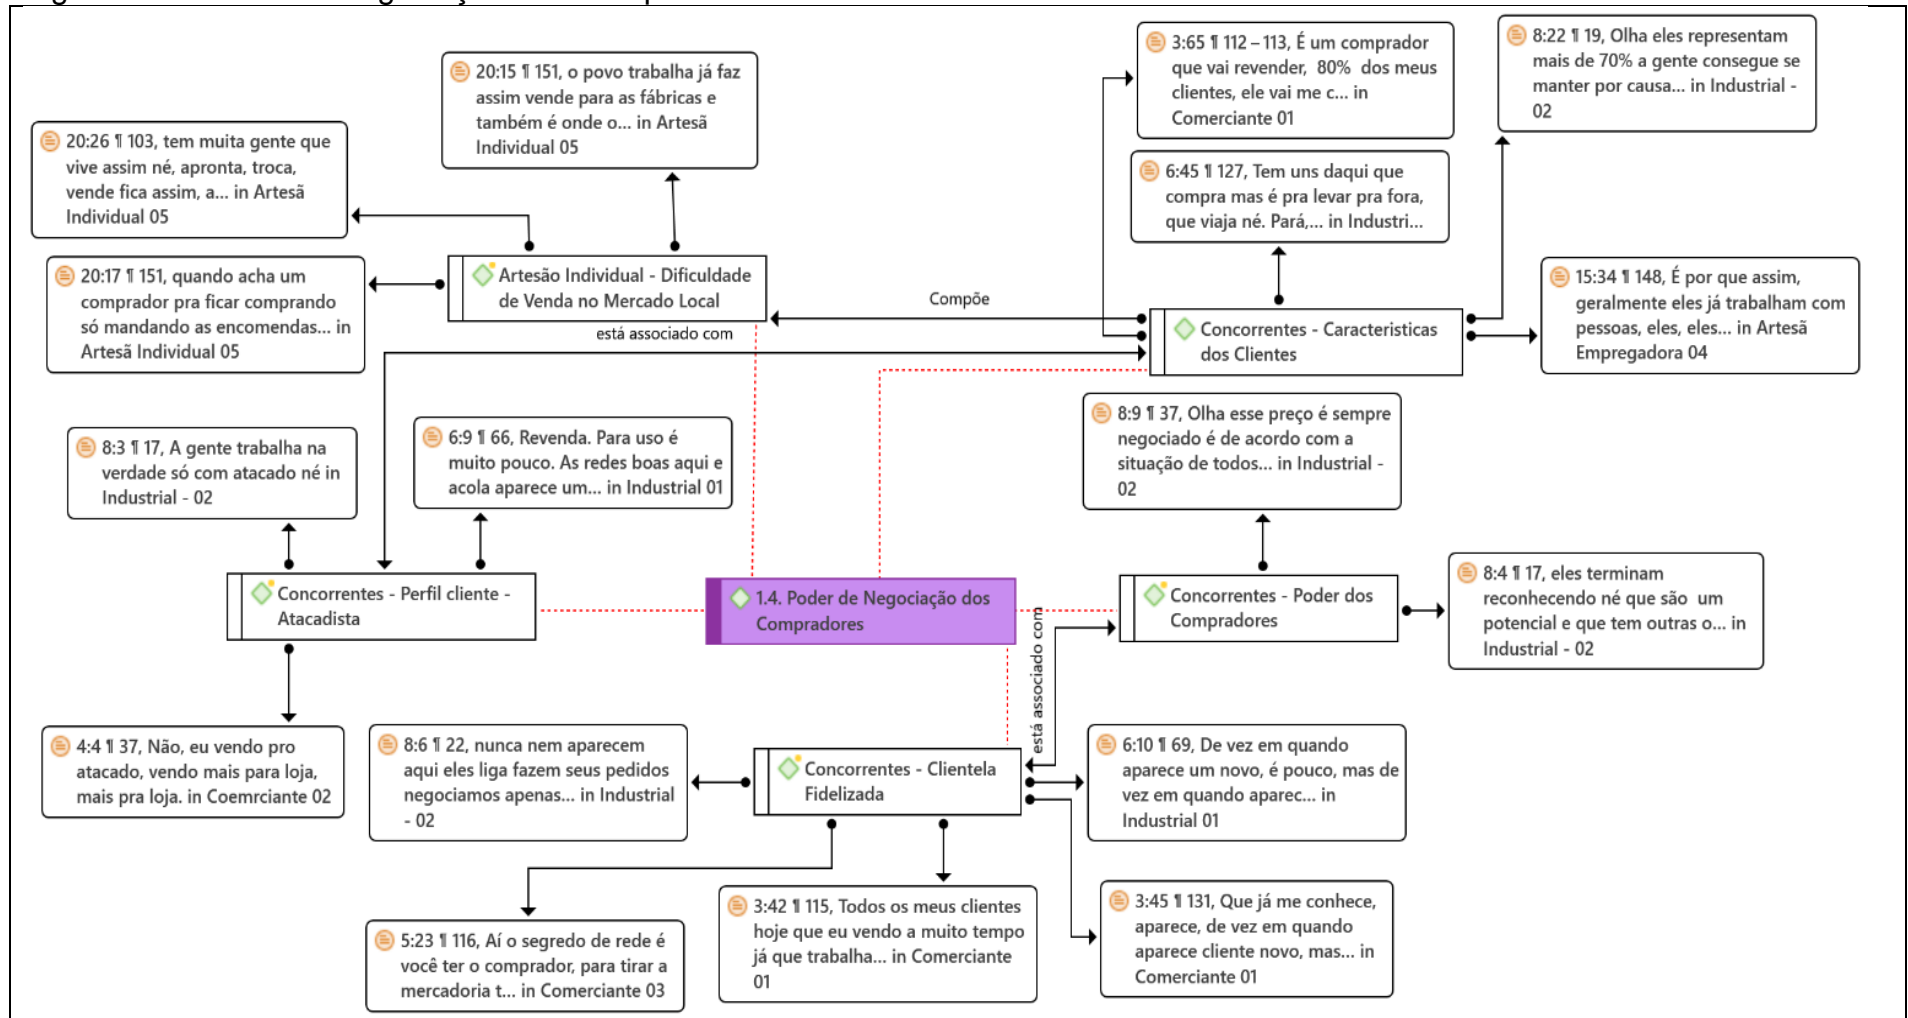 3:65 ¶ 112 – 113, É um comprador
que vai revender,  80%  dos meus
clientes, ele vai me c... in
Comerciante 01
8:22 ¶ 19, Olha eles representam
mais de 70% a gente consegue se
manter por causa... in Industrial -
02
20:15 ¶ 151, o povo trabalha já faz
assim vende para as fábricas e
também é onde o... in Artesã
Individual 05
20:26 ¶ 103, tem muita gente que
vive assim né, apronta, troca,
vende fica assim, a... in Artesã
Individual 05
6:45 ¶ 127, Tem uns daqui que
compra mas é pra levar pra fora,
que viaja né. Pará,... in Industri...
20:17 ¶ 151, quando acha um
comprador pra ficar comprando
só mandando as encomendas... in
Artesã Individual 05
Artesão Individual - Dificuldade
de Venda no Mercado Local
15:34 ¶ 148, É por que assim,
geralmente eles já trabalham com
pessoas, eles, eles... in Artesã
Empregadora 04
Compõe
está associado com
Concorrentes - Caracteristicas
dos Clientes
8:9 ¶ 37, Olha esse preço é sempre
negociado é de acordo com a
situação de todos... in Industrial -
02
8:3 ¶ 17, A gente trabalha na
verdade só com atacado né in
Industrial - 02
6:9 ¶ 66, Revenda. Para uso é
muito pouco. As redes boas aqui e
acola aparece um... in Industrial 01
Concorrentes - Perfil cliente -
Atacadista
1.4. Poder de Negociação dos
Compradores
Concorrentes - Poder dos
Compradores
8:4 ¶ 17, eles terminam
reconhecendo né que são  um
potencial e que tem outras o... in
Industrial - 02
está associado com
4:4 ¶ 37, Não, eu vendo pro
atacado, vendo mais para loja,
mais pra loja. in Coemrciante 02
8:6 ¶ 22, nunca nem aparecem
aqui eles liga fazem seus pedidos
negociamos apenas... in Industrial
- 02
Concorrentes - Clientela
Fidelizada
6:10 ¶ 69, De vez em quando
aparece um novo, é pouco, mas de
vez em quando aparec... in
Industrial 01
5:23 ¶ 116, Aí o segredo de rede é
você ter o comprador, para tirar a
mercadoria t... in Comerciante 03
3:42 ¶ 115, Todos os meus clientes
hoje que eu vendo a muito tempo
já que trabalha... in Comerciante
01
3:45 ¶ 131, Que já me conhece,
aparece, de vez em quando
aparece cliente novo, mas... in
Comerciante 01